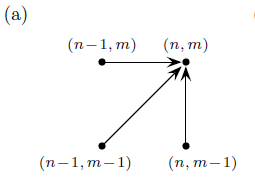 (a)
(n−1, m) (n, m)
(n−1, m−1) (n, m−1)